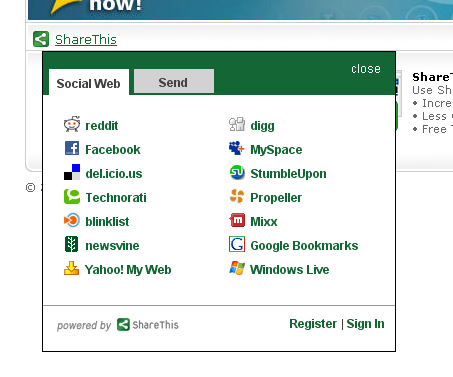 now!
ShareThis
close
Social Web
Send
reddit
digg
Facebook
MySpace
del.icio.us
StumbleUpon
Technorati
Propeller
blinklist
Mixx
newsvine
Google Bookmarks
Yahoo! My Web
Windows Live
powered by ShareThis
Register | Sign In
ShareT
Use Sh
• Incre
• Less
• Free
©